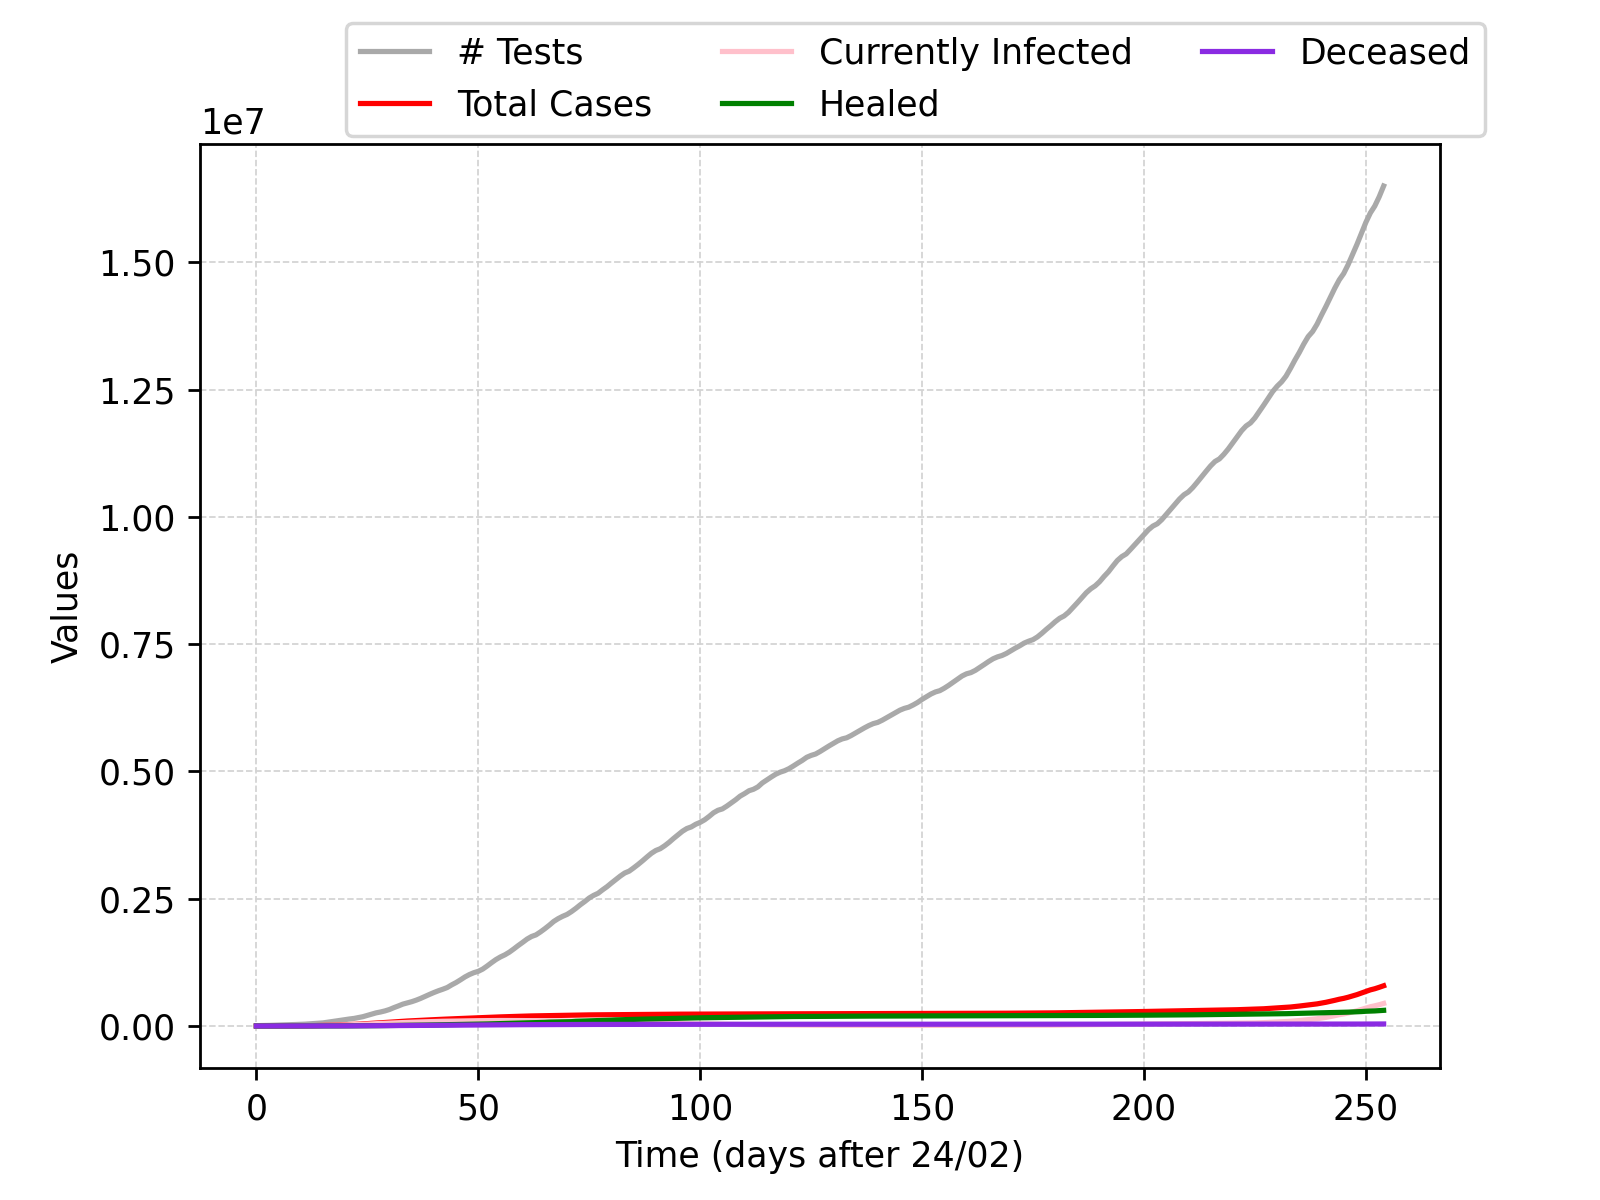 # Tests Currently Infected Deceased
Total Cases Healed
1e7
1.50
1.25
1.00
0.75
0.50
0.25
0.00
Values
0 50 100 150 200 250
Time (days after 24/02)